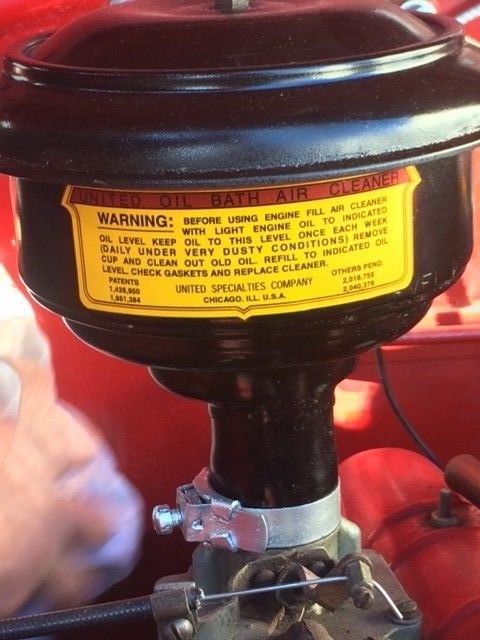 UNITED OIL BATH AIR CLEANER
WARNING: BEFORE USING ENGINE FILL AIR CLEANER
WITH LIGHT ENGINE OIL TO INDICATED
OIL LEVEL KEEP OIL TO THIS LEVEL ONCE EACH WEEK
DAILY UNDER VERY DUSTY CONDITIONS) REMOVE
CUP AND CLEAN OUT OLD OIL. REFILL TO INDICATED OIL
LEVEL. CHECK GASKETS AND REPLACE CLEANER.
PATENTS OTHERS PEND.
1,428,950 UNITED SPECIALTIES COMPANY 2,019,755
1,951,384 CHICAGO. ILL. U.S.A. 2,040,376